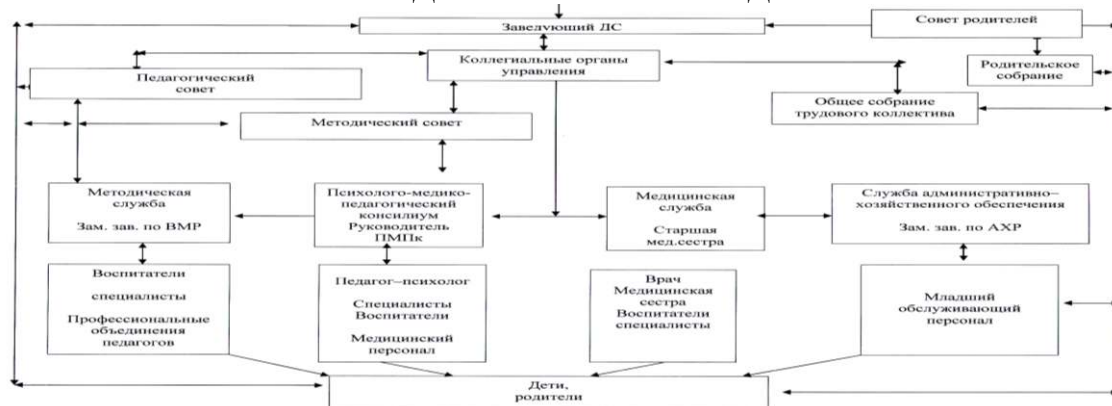 Заведующий ДС
Совет родителей
Коллегиальные органы
управления
Родительское
собрание
Педагогический
совет
Общее собрание
трудового коллектива
Методический совет
Методическая
служба
Зам. зав. по ВМР
Психолого-медико-
педагогический
консилиум
Руководитель
ПМПк
Медицинская
служба
Старшая
мед.сестра
Служба административно–
хозяйственного обеспечения
Зам. зав. по АХР
Воспитатели
специалисты
Профессиональные
объединения
педагогов
Педагог–психолог
Специалисты
Воспитатели
Медицинский
персонал
Врач
Медицинская
сестра
Воспитатели
специалисты
Младший
обслуживающий
персонал
Дети,
родители